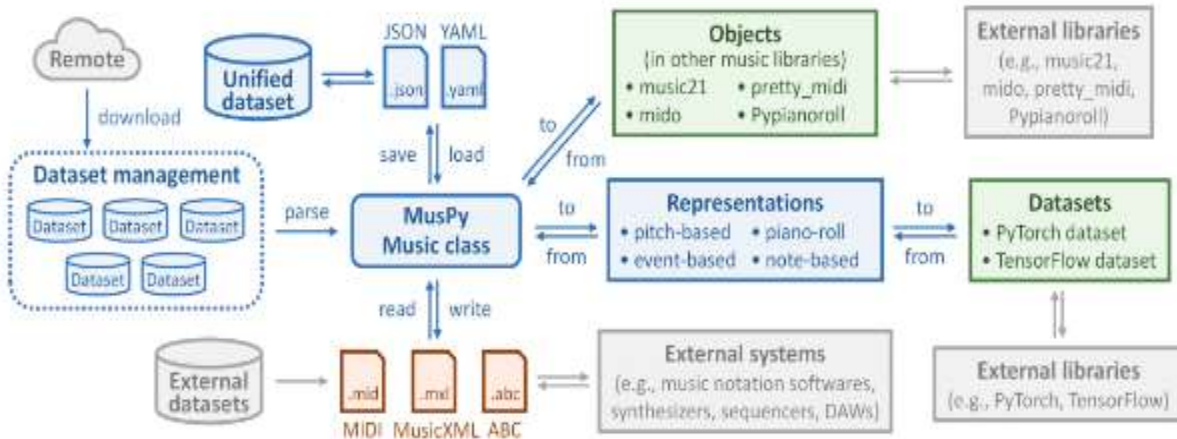 Remote
download
Dataset management
Dataset Dataset Dataset
Dataset Dataset
parse
Unified
dataset
JSON YAML
.json .yaml
save load
MusPy
Music class
read write
External
datasets
.mid .mxl .abc
MIDI MusicXML ABC
to
from
Objects
(in other music libraries)
• music21 • pretty_midi
• mido • Pypianoroll
External libraries
(e.g., music21,
mido, pretty_midi,
Pypianoroll)
to
from
Representations
• pitch-based • piano-roll
• event-based • note-based
to
from
Datasets
• PyTorch dataset
• TensorFlow dataset
External systems
(e.g., music notation softwares,
synthesizers, sequencers, DAWs)
External libraries
(e.g., PyTorch, TensorFlow)